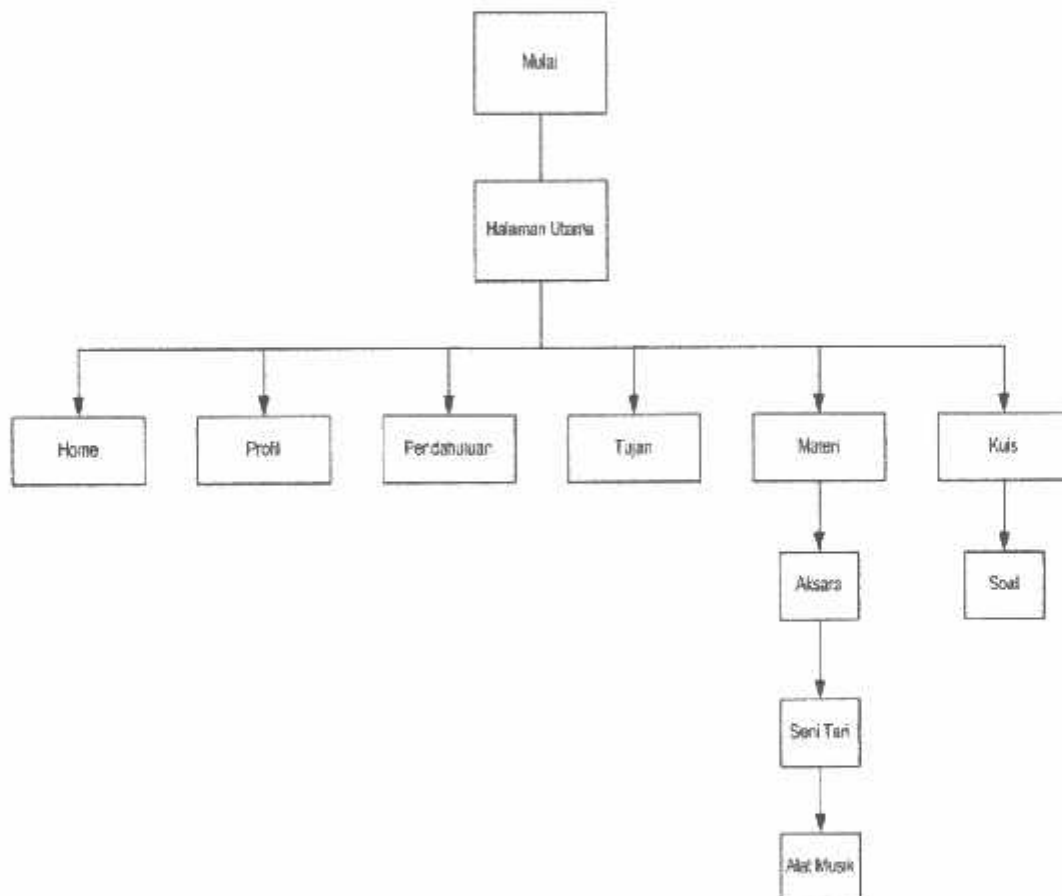 Mulai
Halaman Utama
Home
Profil
Pendahuluan
Tujan
Materi
Kuis
Aksara
Soal
Seni Tari
Alat Musik